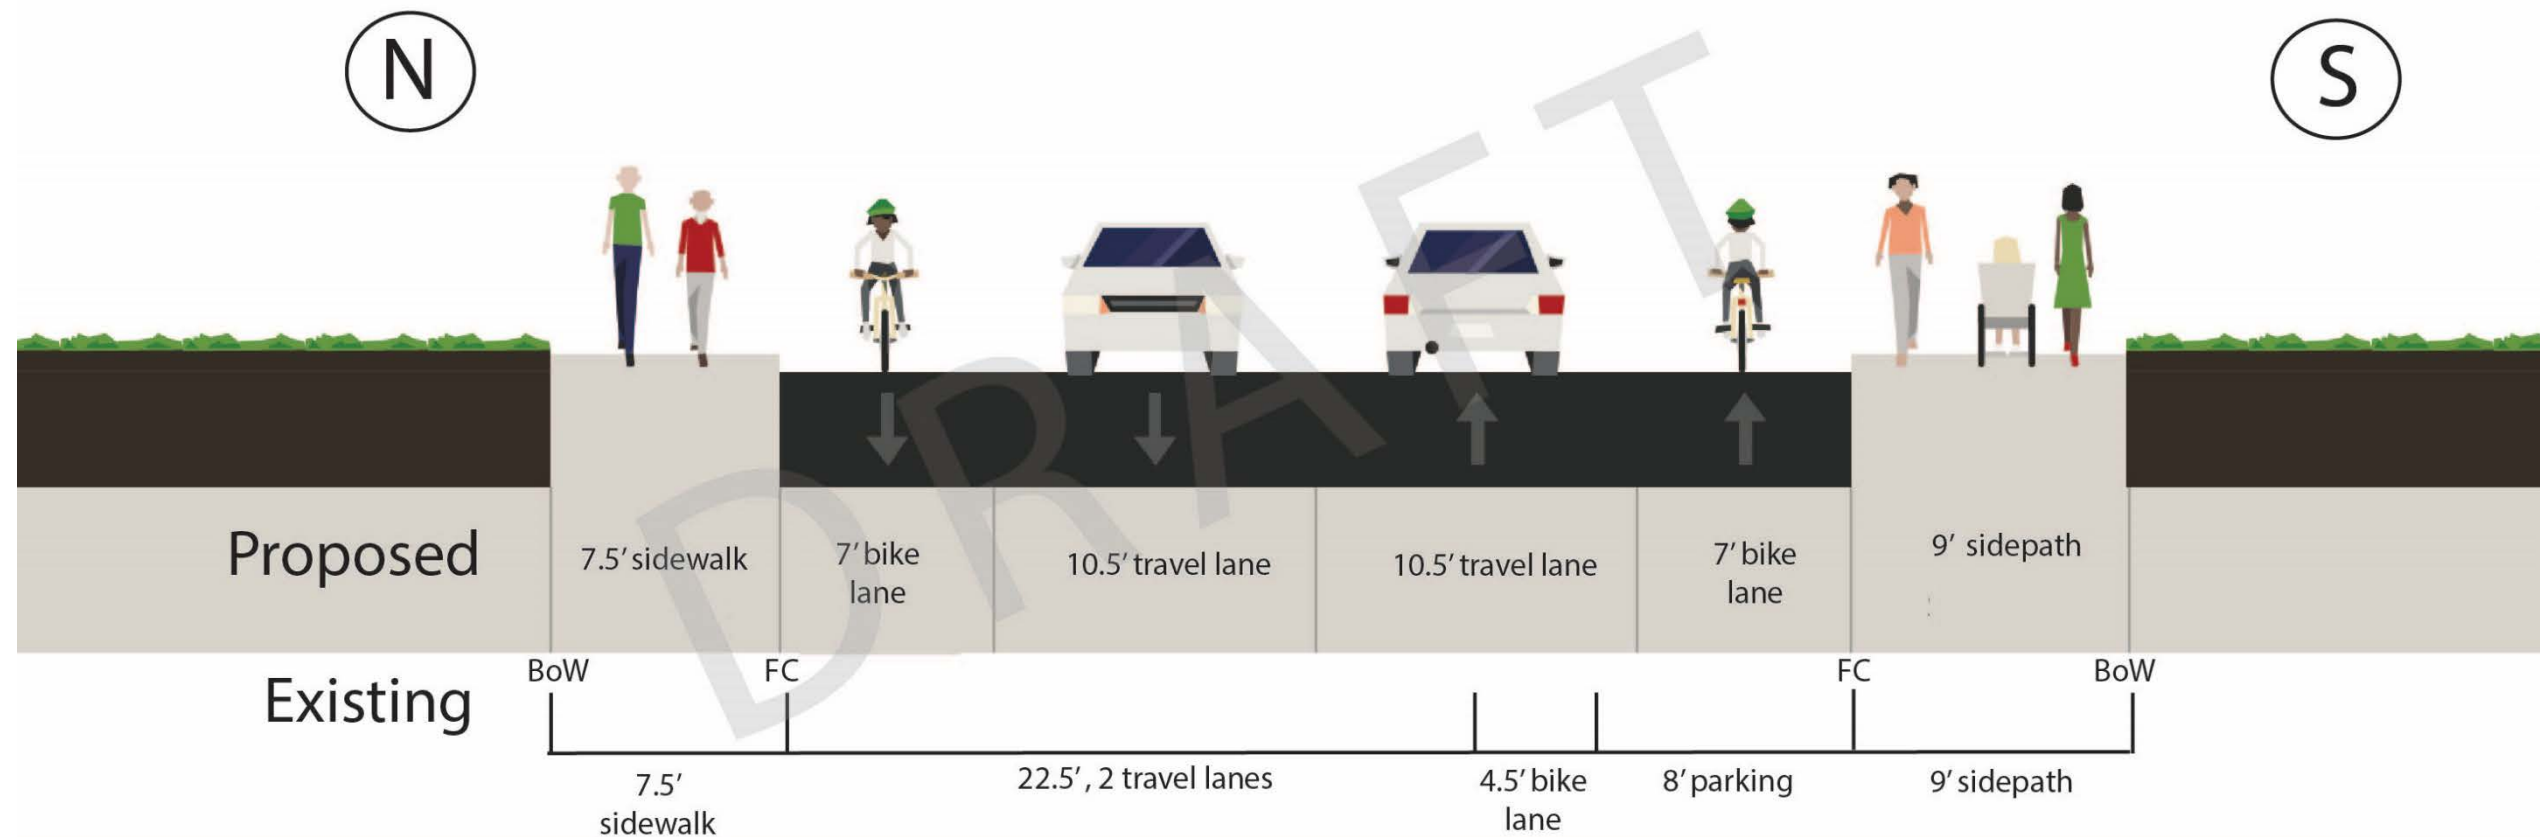 N
S
DRAFT
Proposed
7.5' sidewalk
7' bike
lane
10.5' travel lane
10.5' travel lane
7' bike
lane
9' sidepath
BoW
FC
FC
BoW
Existing
7.5'
sidewalk
22.5', 2 travel lanes
4.5' bike
lane
8' parking
9' sidepath